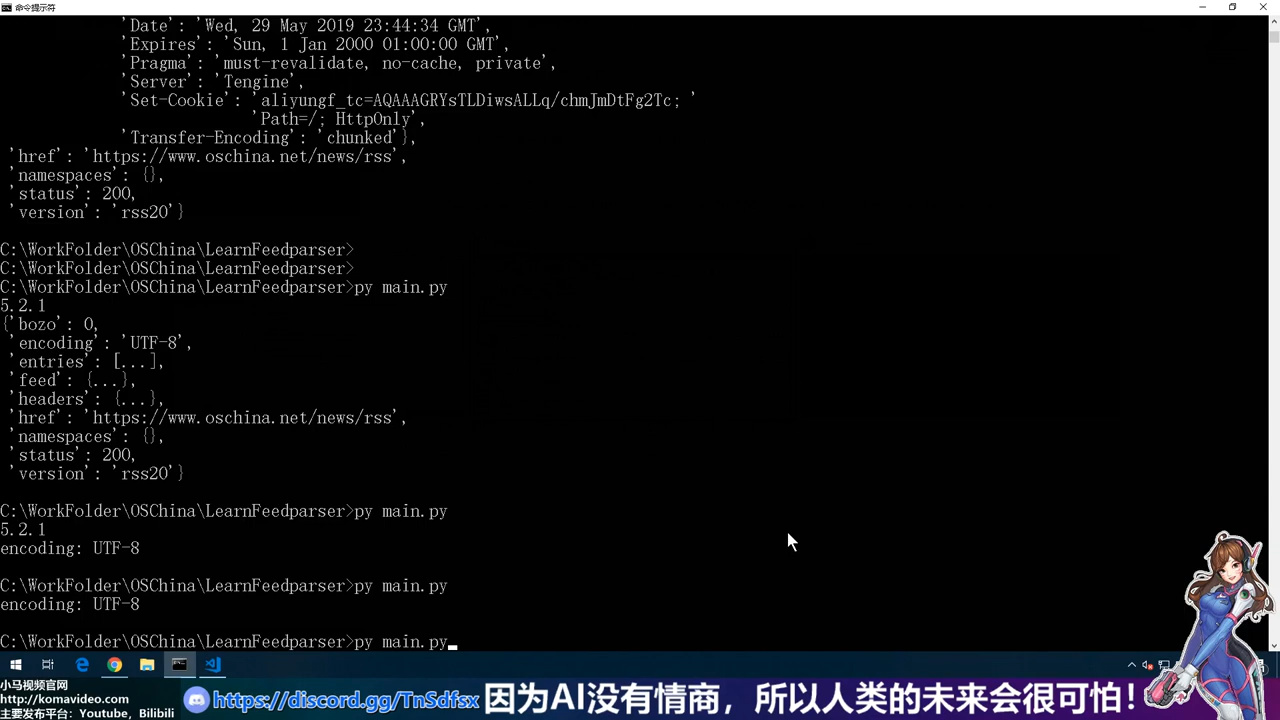 命令提示符
'Date': 'Wed, 29 May 2019 23:44:34 GMT',
'Expires': 'Sun, 1 Jan 2000 01:00:00 GMT',
'Pragma': 'must-revalidate, no-cache, private',
'Server': 'Tengine',
'Set-Cookie': 'aliyungf_tc=AQAAAGRYsTLDiwsALLq/chmJmDtFg2Tc; '
'Path=/; HttpOnly',
'Transfer-Encoding': 'chunked'},
'href': 'https://www.oschina.net/news/rss',
'namespaces': {},
'status': 200,
'version': 'rss20'}
C:\WorkFolder\OSChina\LearnFeedparser>
C:\WorkFolder\OSChina\LearnFeedparser>
C:\WorkFolder\OSChina\LearnFeedparser>py main.py
5.2.1
{'bozo': 0,
'encoding': 'UTF-8',
'entries': [...],
'feed': {...},
'headers': {...},
'href': 'https://www.oschina.net/news/rss',
'namespaces': {},
'status': 200,
'version': 'rss20'}
C:\WorkFolder\OSChina\LearnFeedparser>py main.py
5.2.1
encoding: UTF-8
C:\WorkFolder\OSChina\LearnFeedparser>py main.py
encoding: UTF-8
C:\WorkFolder\OSChina\LearnFeedparser>py main.py
小马视频官网
http://komavideo.com
主要发布平台: Youtube, Bilibili
https://discord.gg/TnSdfsx 因为AI没有情商，所以人类的未来会很可怕！